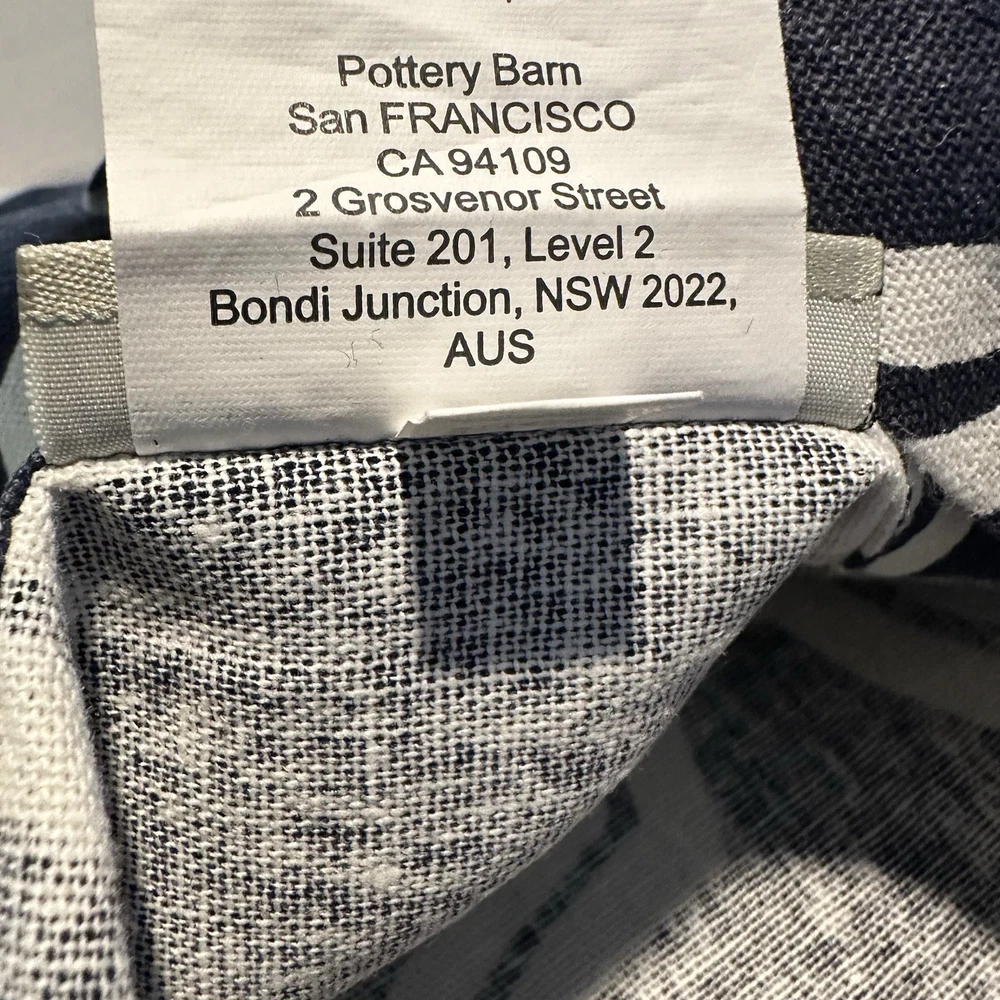 Pottery Barn
San FRANCISCO
CA 94109
2 Grosvenor Street
Suite 201, Level 2
Bondi Junction, NSW 2022,
AUS